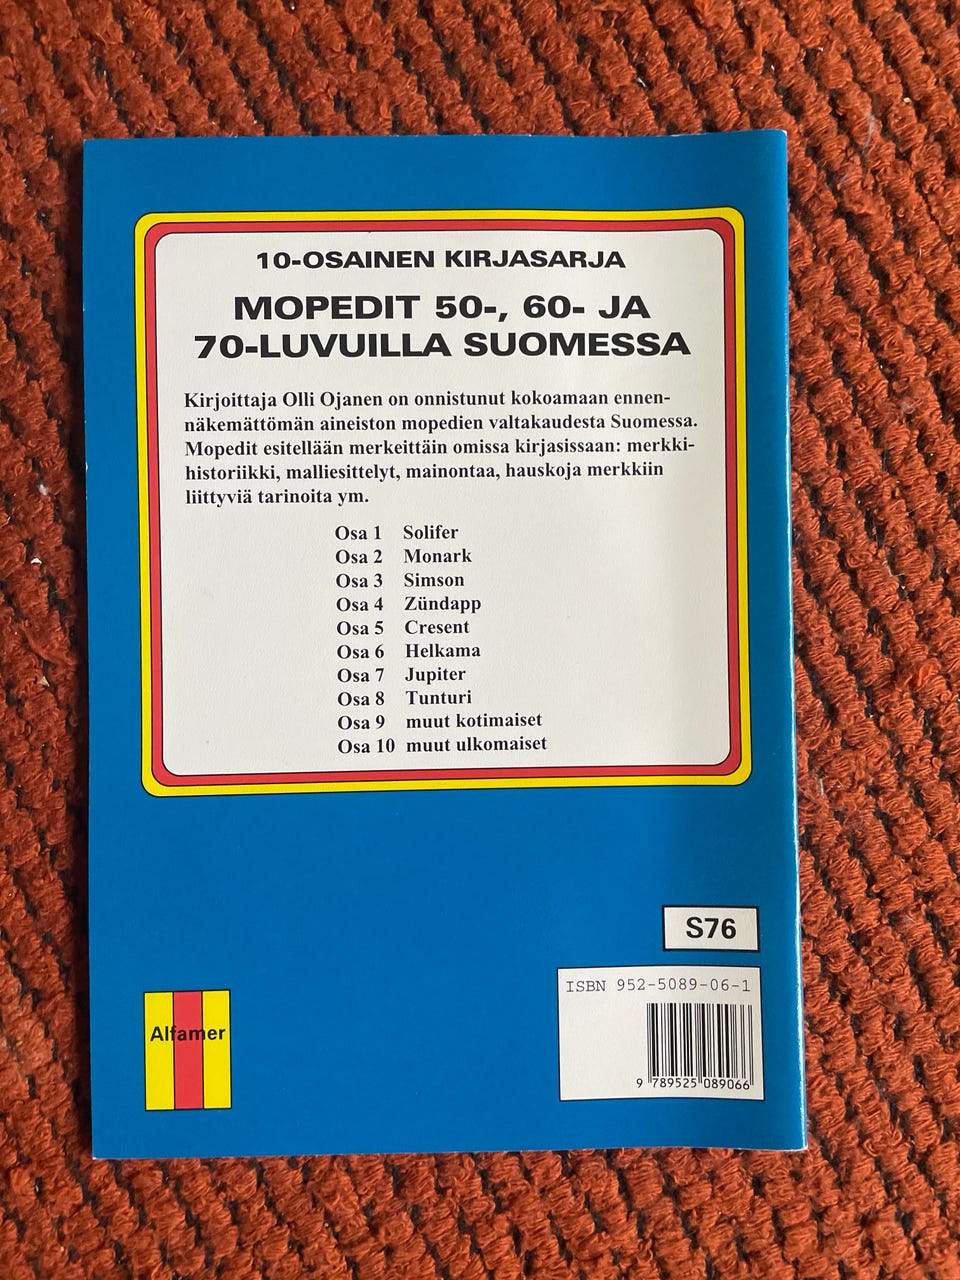 10-OSAINEN KIRJASARJA
MOPEDIT 50-, 60- JA
70-LUVUILLA SUOMESSA
Kirjoittaja Olli Ojanen on onnistunut kokoamaan ennen-
näkemättömän aineiston mopedien valtakaudesta Suomessa.
Mopedit esitellään merkeittäin omissa kirjasissaan: merkki-
historiikki, malliesittelyt, mainontaa, hauskoja merkkiin
liittyviä tarinoita ym.
Osa 1 Solifer
Osa 2 Monark
Osa 3 Simson
Osa 4 Zündapp
Osa 5 Cresent
Osa 6 Helkama
Osa 7 Jupiter
Osa 8 Tunturi
Osa 9 muut kotimaiset
Osa 10 muut ulkomaiset
S76
ISBN 952-5089-06-1
9 789525 089066
Alfamer